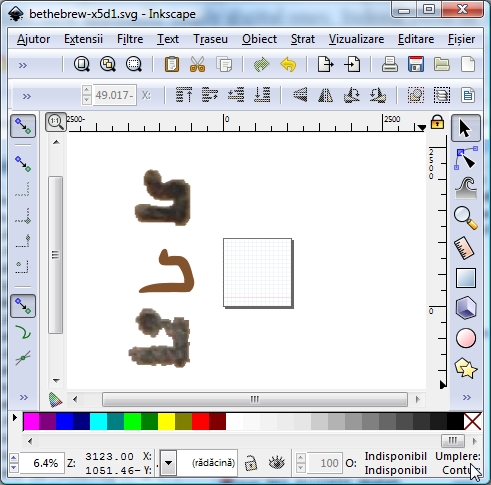 bethebrew-x5d1.svg - Inkscape
Ajutor Extensii Filtre Text Traseu Obiect Strat Vizualizare Editare Fișier
49.017- X:
1:1 2500- 0 2500
2500
0
6.4% Z: 3123.00 X: (rădăcină) 100 O: Indisponibil Umplere:
1051.46- Y: Indisponibil Contur